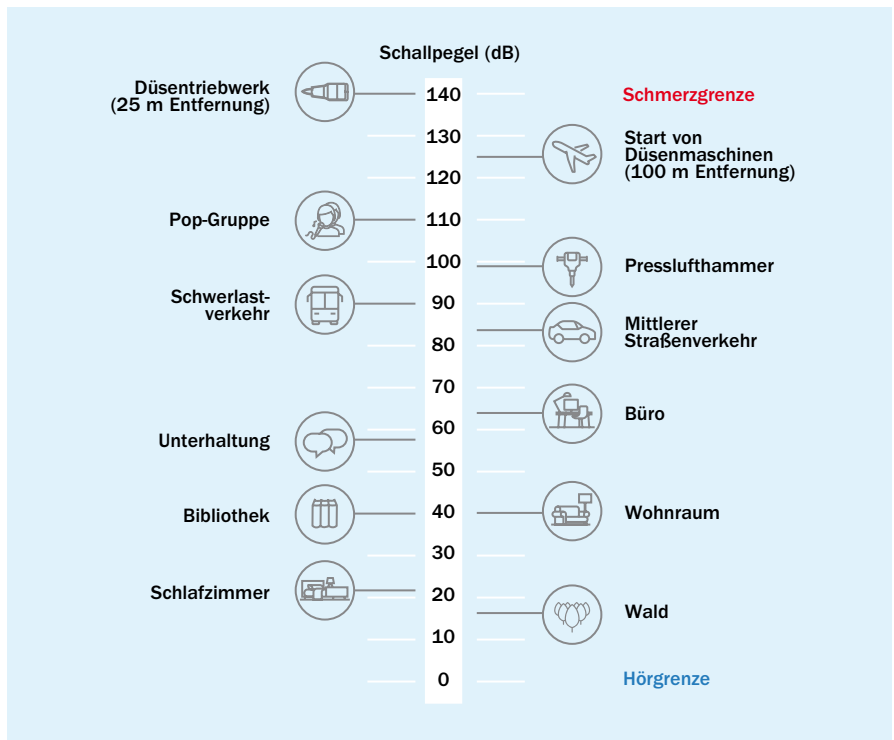 Schallpegel (dB)
Düsentriebwerk
(25 m Entfernung)
140
Schmerzgrenze
130
Start von
Düsenmaschinen
(100 m Entfernung)
120
Pop-Gruppe
110
100
Presslufthammer
Schwerlast-
verkehr
90
Mittlerer
Straßenverkehr
80
70
Büro
60
Unterhaltung
50
Bibliothek
40
Wohnraum
30
Schlafzimmer
20
Wald
10
0
Hörgrenze